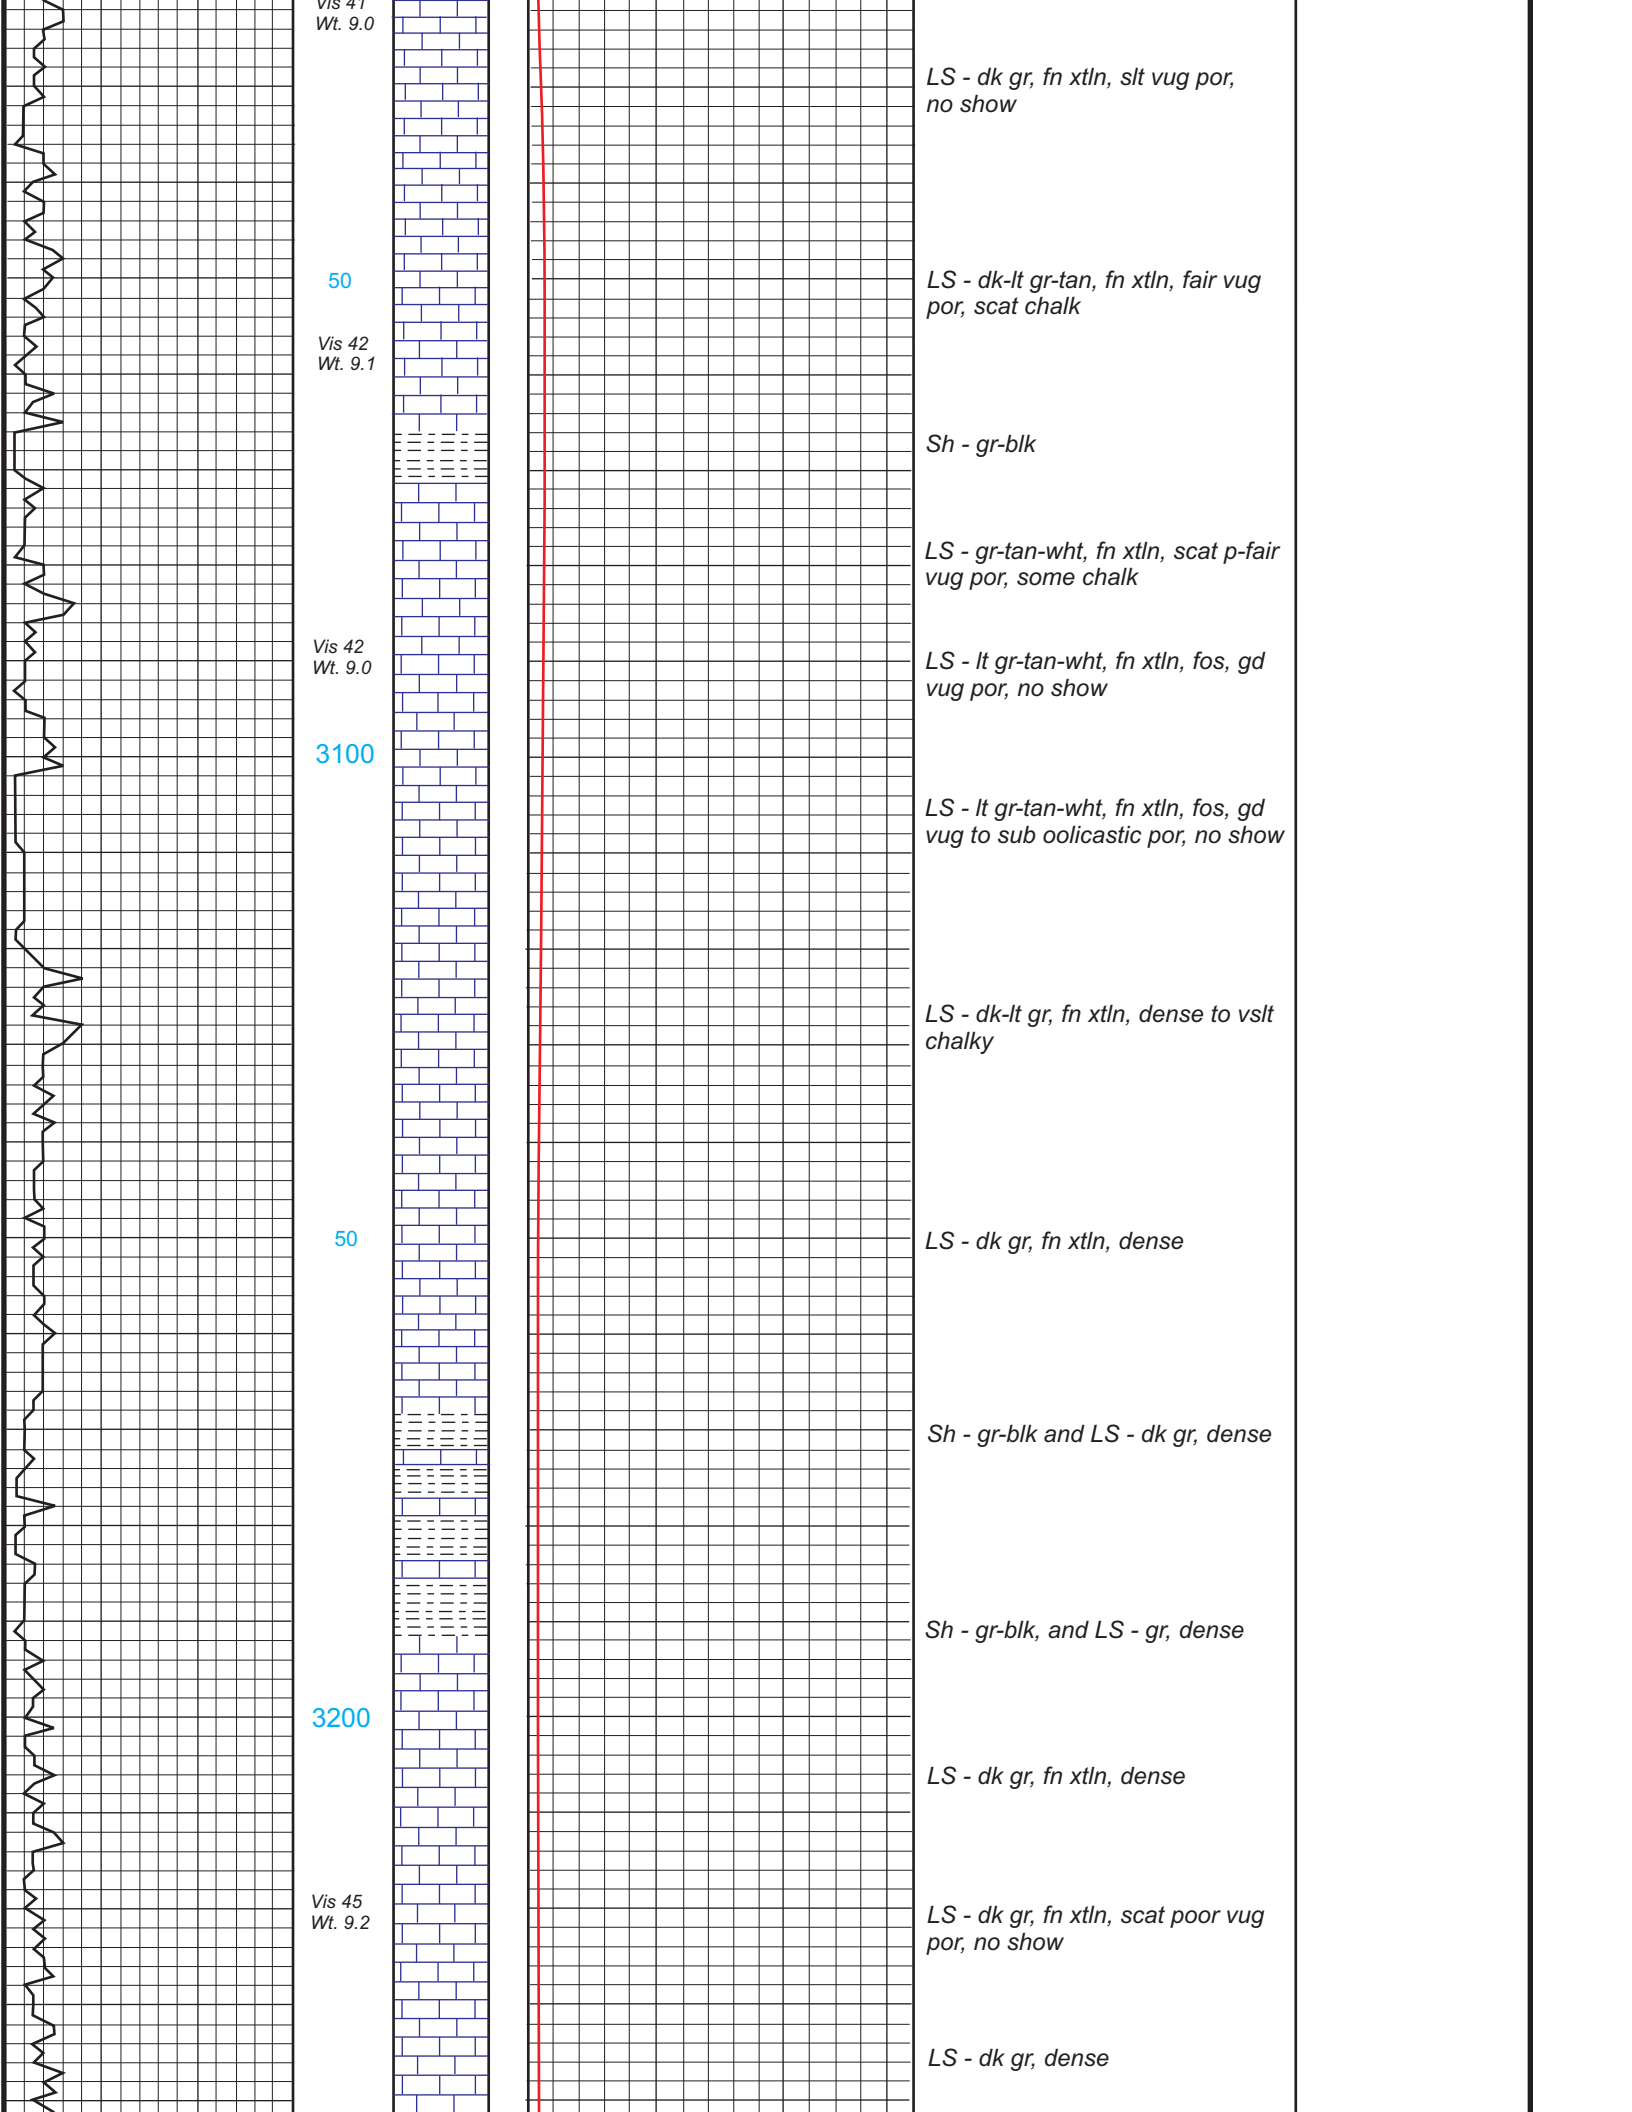 Vis 41
Wt. 9.0
LS - dk gr, fn xtln, slt vug por,
no show
50
LS - dk-lt gr-tan, fn xtln, fair vug
por, scat chalk
Vis 42
Wt. 9.1
Sh - gr-blk
LS - gr-tan-wht, fn xtln, scat p-fair
vug por, some chalk
Vis 42
Wt. 9.0
LS - lt gr-tan-wht, fn xtln, fos, gd
vug por, no show
3100
LS - lt gr-tan-wht, fn xtln, fos, gd
vug to sub oolicastic por, no show
LS - dk-lt gr, fn xtln, dense to vslt
chalky
50
LS - dk gr, fn xtln, dense
Sh - gr-blk and LS - dk gr, dense
Sh - gr-blk, and LS - gr, dense
3200
LS - dk gr, fn xtln, dense
Vis 45
Wt. 9.2
LS - dk gr, fn xtln, scat poor vug
por, no show
LS - dk gr, dense